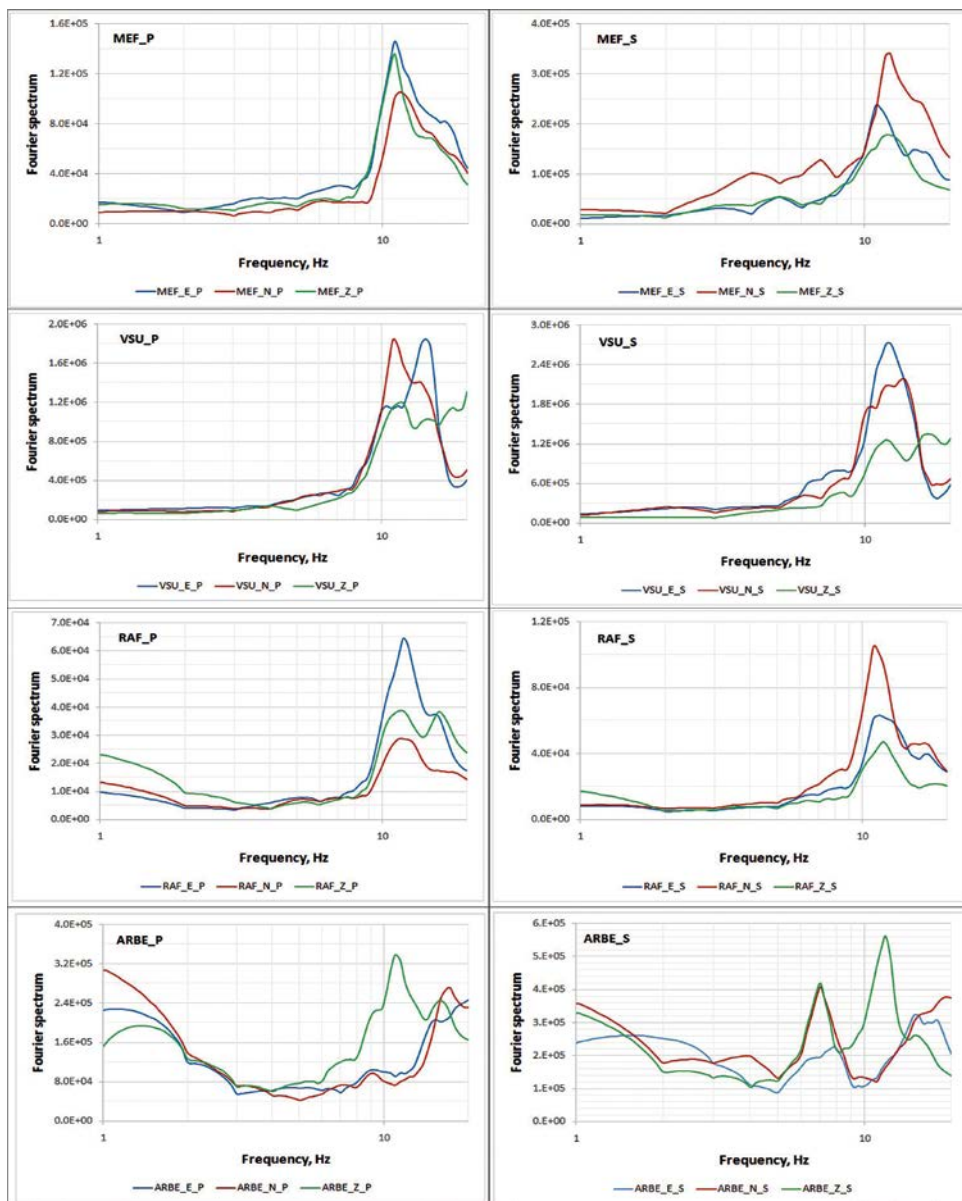 MEF_P
Fourier spectrum
1.6E+05
1.2E+05
8.0E+04
4.0E+04
0.0E+00
1 10
Frequency, Hz
MEF_E_P MEF_N_P MEF_Z_P
MEF_S
Fourier spectrum
4.0E+05
3.0E+05
2.0E+05
1.0E+05
0.0E+00
1 10
Frequency, Hz
MEF_E_S MEF_N_S MEF_Z_S
VSU_P
Fourier spectrum
2.0E+06
1.6E+06
1.2E+06
8.0E+05
4.0E+05
0.0E+00
1 10
Frequency, Hz
VSU_E_P VSU_N_P VSU_Z_P
VSU_S
Fourier spectrum
3.0E+06
2.4E+06
1.8E+06
1.2E+06
6.0E+05
0.0E+00
1 10
Frequency, Hz
VSU_E_S VSU_N_S VSU_Z_S
RAF_P
Fourier spectrum
7.0E+04
6.0E+04
5.0E+04
4.0E+04
3.0E+04
2.0E+04
1.0E+04
0.0E+00
1 10
Frequency, Hz
RAF_E_P RAF_N_P RAF_Z_P
RAF_S
Fourier spectrum
1.2E+05
8.0E+04
4.0E+04
0.0E+00
1 10
Frequency, Hz
RAF_E_S RAF_N_S RAF_Z_S
ARBE_P
Fourier spectrum
4.0E+05
3.2E+05
2.4E+05
1.6E+05
8.0E+04
0.0E+00
1 10
Frequency, Hz
ARBE_E_P ARBE_N_P ARBE_Z_P
ARBE_S
Fourier spectrum
6.0E+05
5.0E+05
4.0E+05
3.0E+05
2.0E+05
1.0E+05
0.0E+00
1 10
Frequency, Hz
ARBE_E_S ARBE_N_S ARBE_Z_S